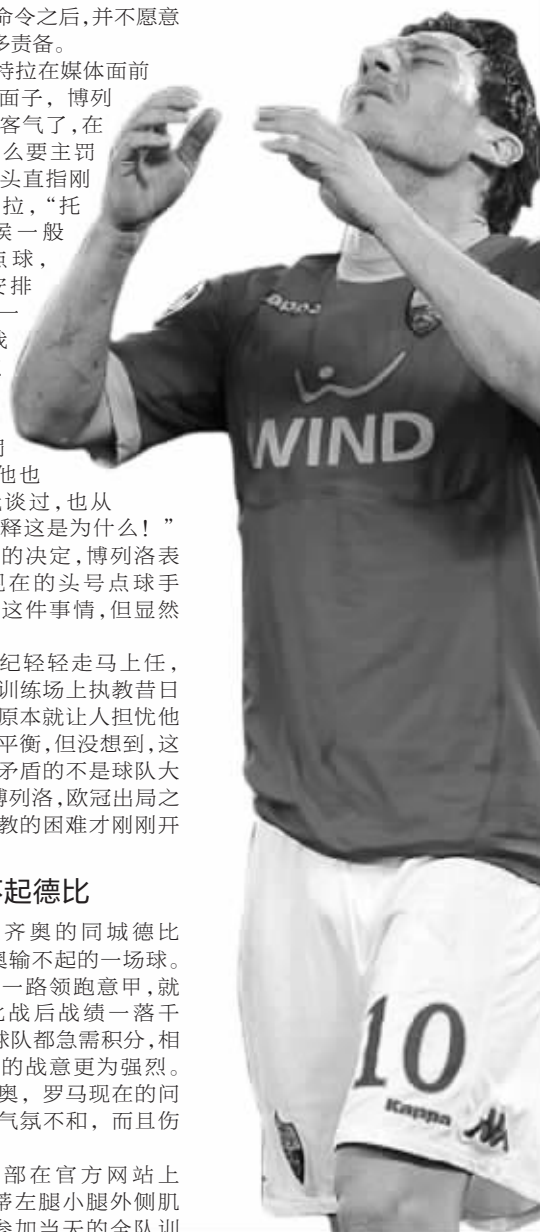 命令之后,并不愿意
多责备。
特拉在媒体面前
面子，博列
客气了,在
么要主罚
头直指刚
拉，“托
侯一般
点球，
安排
一
我
他也
谈过,也从
释这是为什么！”
的决定,博列洛表
现在的头号点球手
这件事情,但显然
纪轻轻走马上任，
训练场上执教昔日
原本就让人担忧他
平衡,但没想到,这
矛盾的不是球队大
博列洛,欧冠出局之
教的困难才刚刚开
不起德比
齐奥的同城德比
奥输不起的一场球。
一路领跑意甲,就
比战后战绩一落千
球队都急需积分,相
的战意更为强烈。
奥，罗马现在的问
气氛不和，而且伤
部在官方网站上
蒂左腿小腿外侧肌
参加当天的全队训
Kappa
WIND
10
Kappa